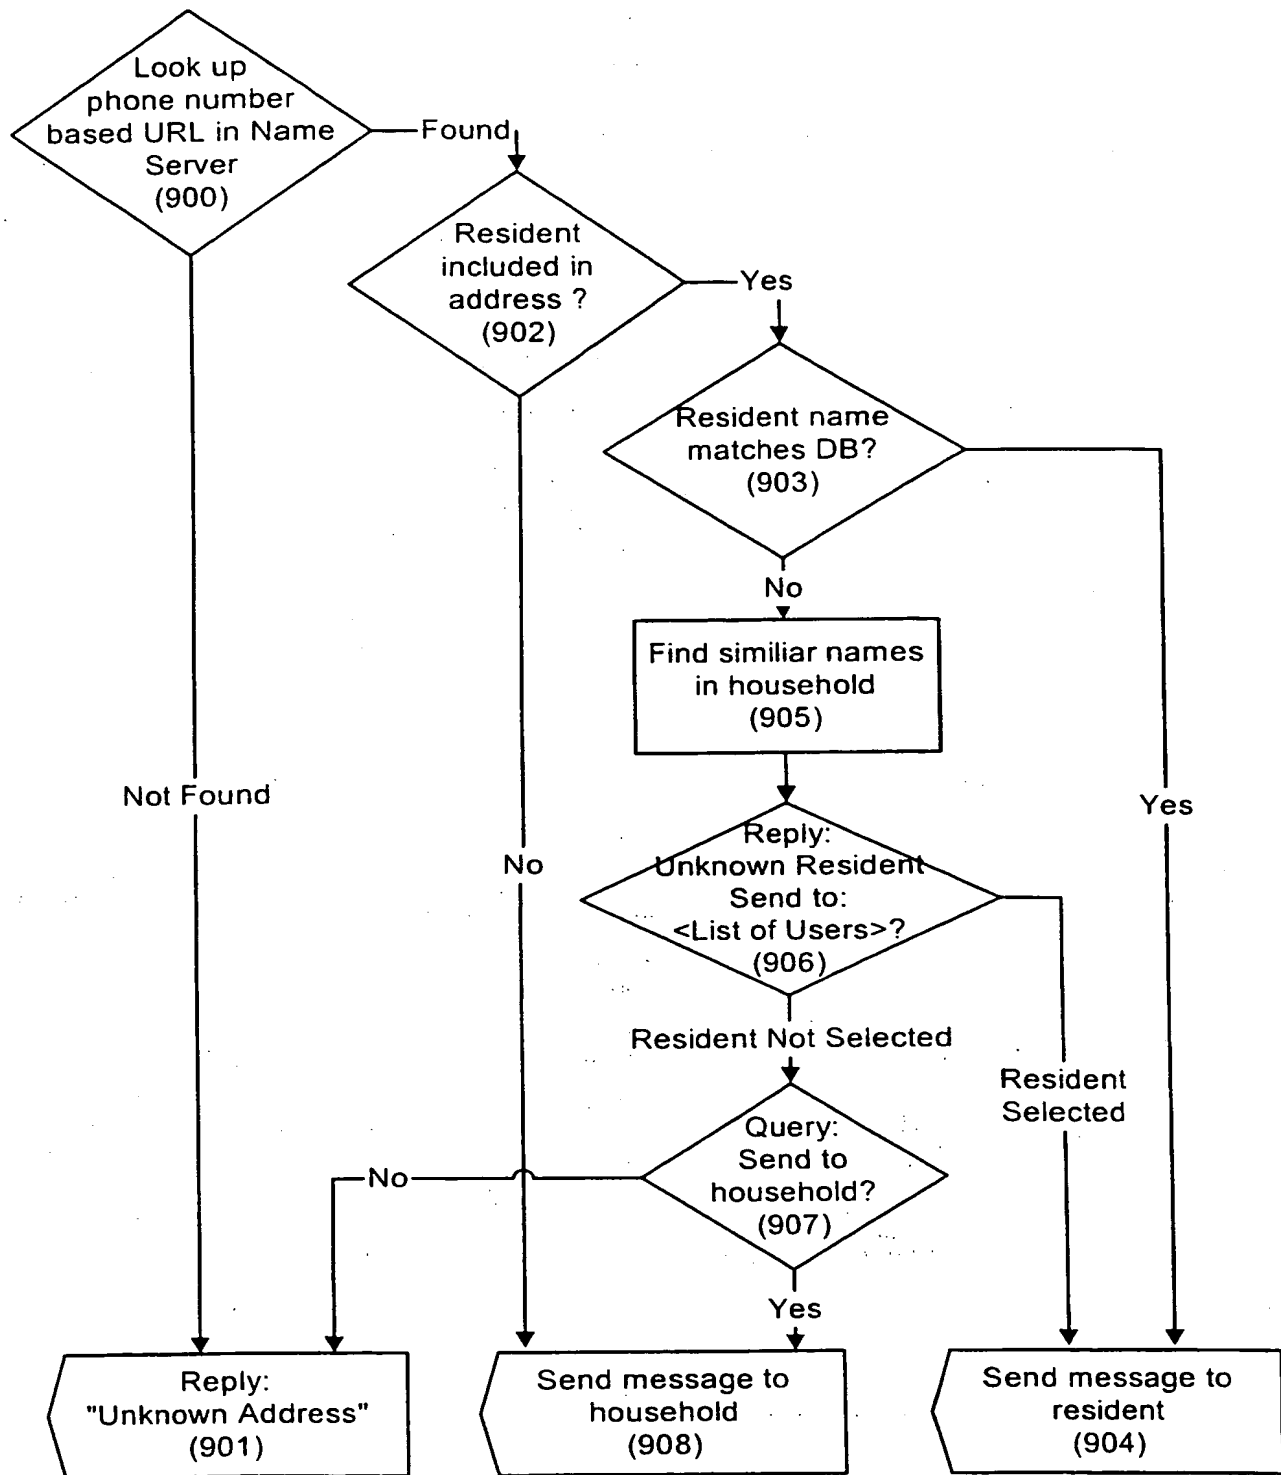 Look up
phone number
based URL in Name
Server
(900)
Found
Resident
included in
address ?
(902)
Yes
Resident name
matches DB?
(903)
No
Find similiar names
in household
(905)
Not Found
Yes
No
Reply:
Unknown Resident
Send to:
<List of Users>?
(906)
Resident Not Selected
Resident
Selected
Query:
Send to
household?
(907)
No
Yes
Reply:
"Unknown Address"
(901)
Send message to
household
(908)
Send message to
resident
(904)